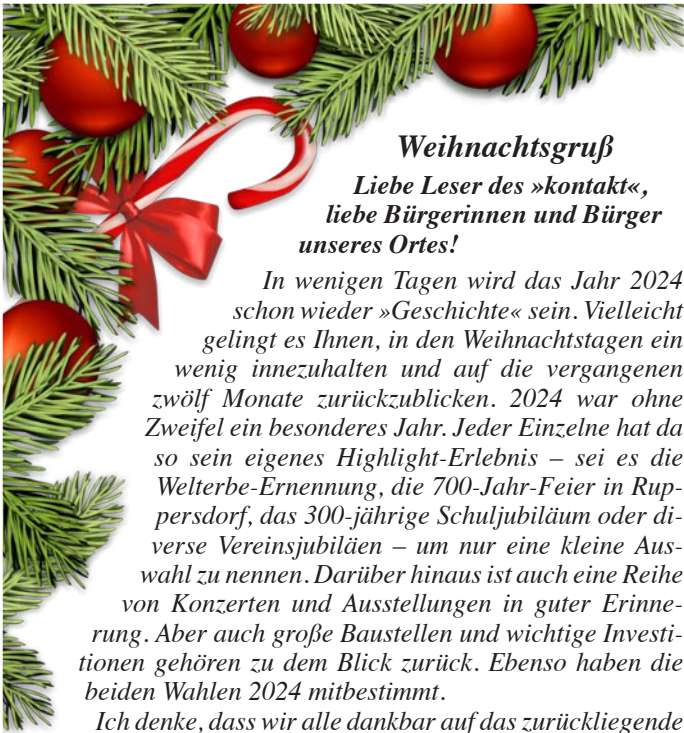 Weihnachtsgruß
Liebe Leser des »kontakt«,
liebe Bürgerinnen und Bürger
unseres Ortes!
In wenigen Tagen wird das Jahr 2024
schon wieder »Geschichte« sein. Vielleicht
gelingt es Ihnen, in den Weihnachtstagen ein
wenig innezuhalten und auf die vergangenen
zwölf Monate zurückzublicken. 2024 war ohne
Zweifel ein besonderes Jahr. Jeder Einzelne hat da
so sein eigenes Highlight-Erlebnis – sei es die
Welterbe-Ernennung, die 700-Jahr-Feier in Rup-
persdorf, das 300-jährige Schuljubiläum oder di-
verse Vereinsjubiläen – um nur eine kleine Aus-
wahl zu nennen. Darüber hinaus ist auch eine Reihe
von Konzerten und Ausstellungen in guter Erinne-
rung. Aber auch große Baustellen und wichtige Investi-
tionen gehören zu dem Blick zurück. Ebenso haben die
beiden Wahlen 2024 mitbestimmt.
Ich denke, dass wir alle dankbar auf das zurückliegende